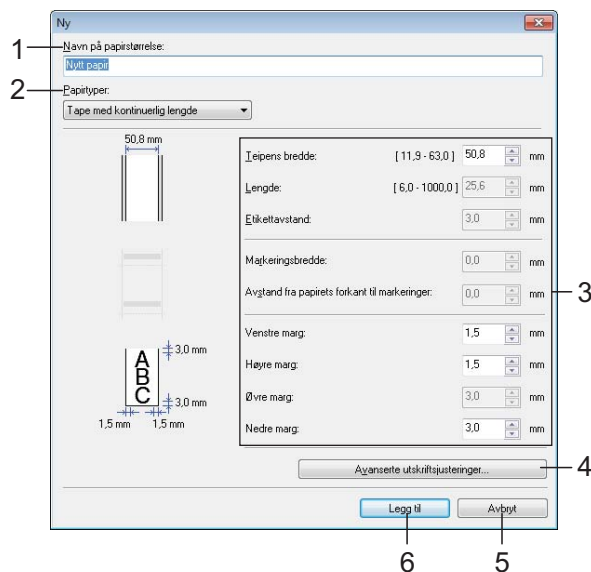 Ny
1
Navn på papirstørrelse:
Nytt papir
2
Papirtyper:
Tape med kontinuerlig lengde
50,8 mm
Teipens bredde: [ 11,9 - 63,0 ] 50,8 mm
Lengde: [ 6,0 - 1000,0 ] 25,6 mm
Etikettavstand: 3,0 mm
Markeringsbredde: 0,0 mm
Avstand fra papirets forkant til markeringer: 0,0 mm
3
Venstre marg: 1,5 mm
Høyre marg: 1,5 mm
Øvre marg: 3,0 mm
Nedre marg: 3,0 mm
A
B
C
3,0 mm
3,0 mm
1,5 mm 1,5 mm
Avanserte utskriftsjusteringer...
4
Legg til Avbryt
6 5